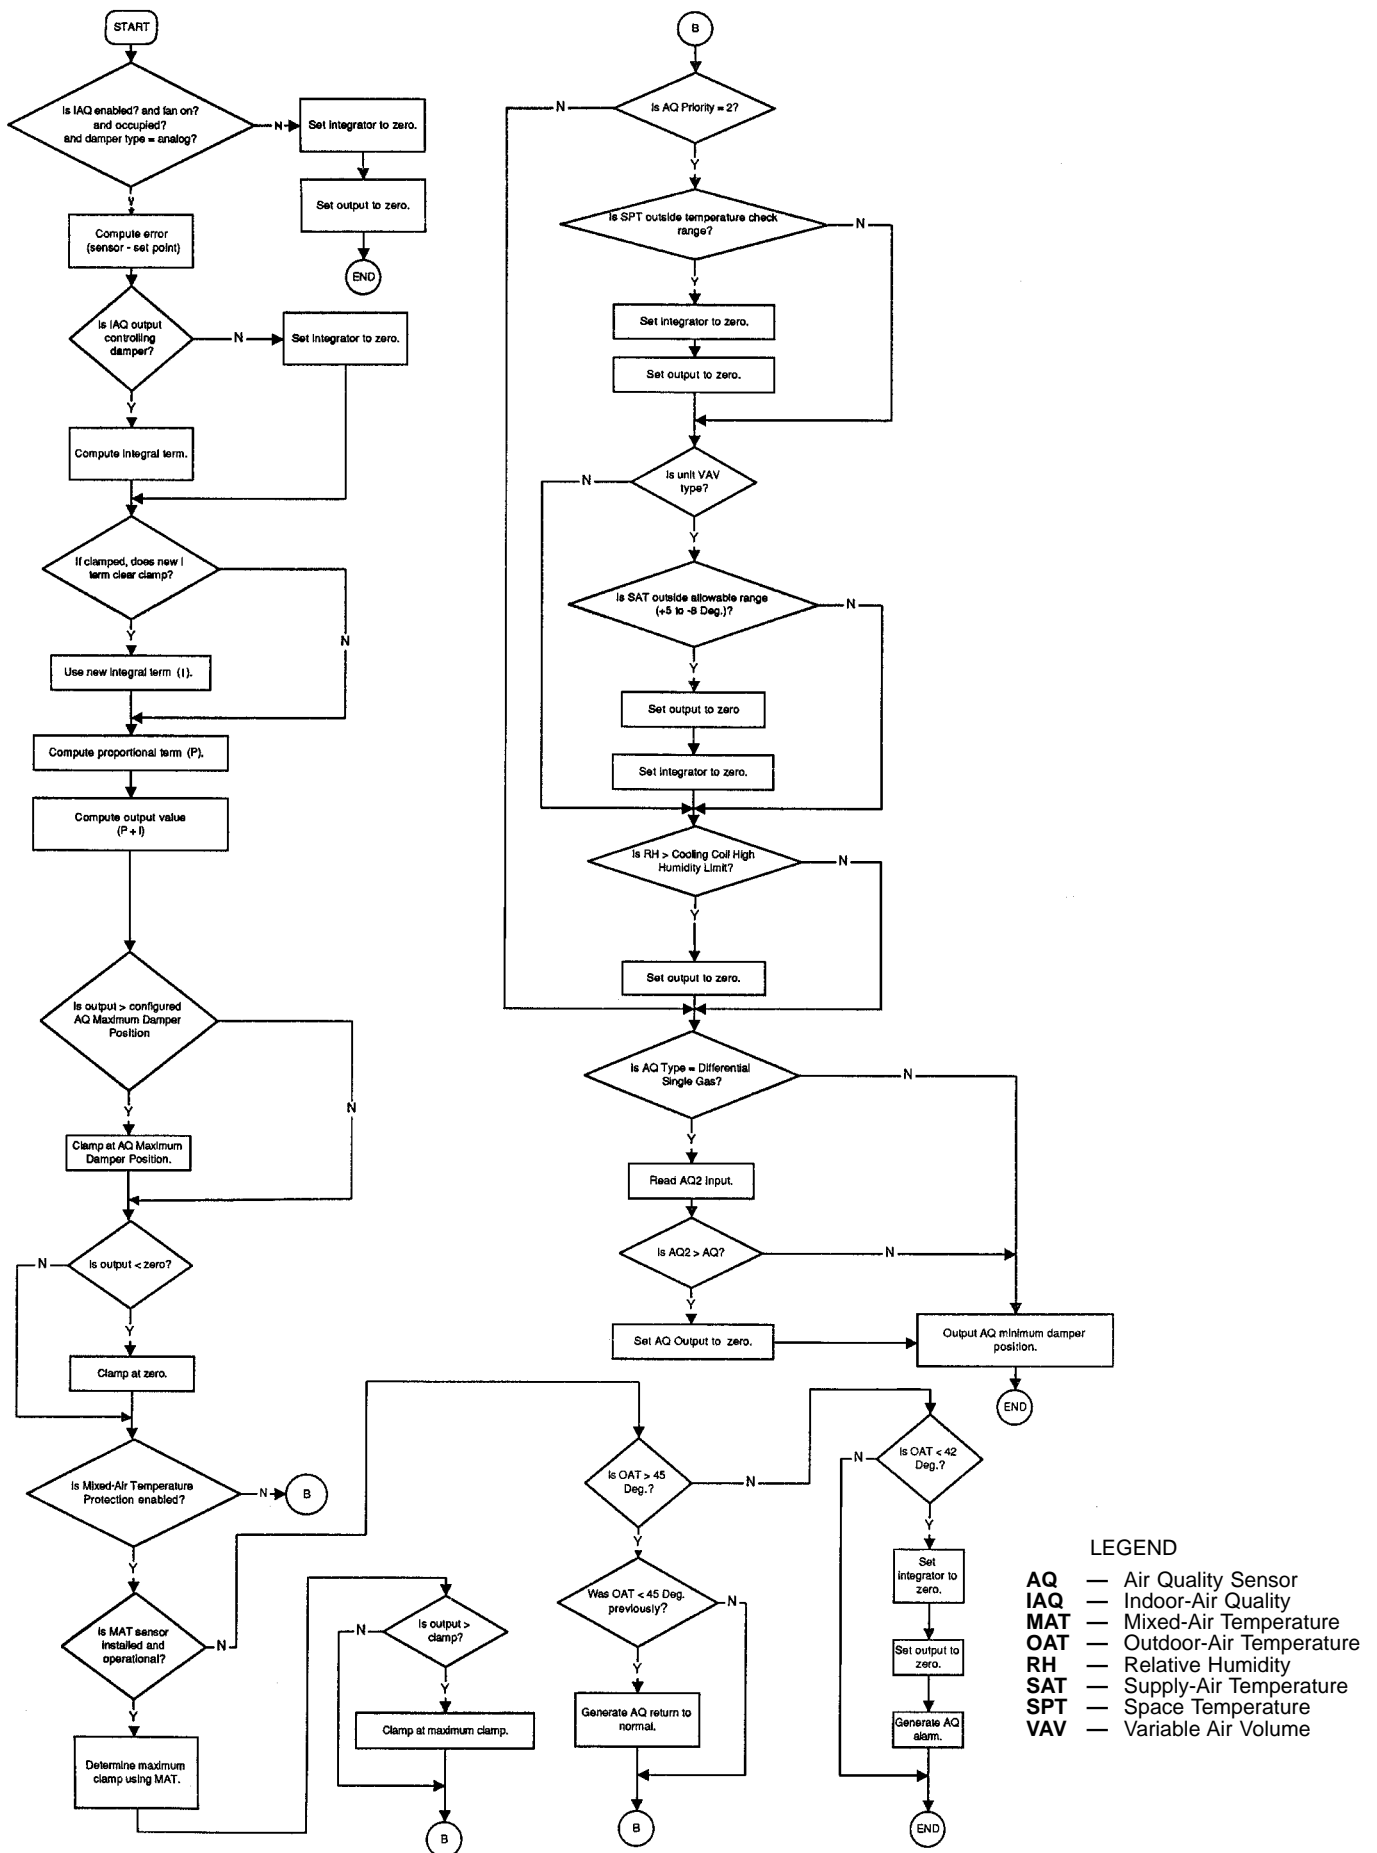 START
Is IAQ enabled? and fan on?
and occupied?
and damper type = analog?
N
Set integrator to zero.
Set output to zero.
END
Y
Compute error
(sensor - set point)
Is IAQ output
controlling
damper?
N
Set integrator to zero.
Y
Compute integral term.
If clamped, does new I
term clear clamp?
N
Y
Use new integral term (I).
Compute proportional term (P).
Compute output value
(P + I)
Is output > configured
AQ Maximum Damper
Position
N
Y
Clamp at AQ Maximum
Damper Position.
Is output < zero?
N
Y
Clamp at zero.
Is Mixed-Air Temperature
Protection enabled?
N
B
Y
Is MAT sensor
installed and
operational?
N
Y
Determine maximum
clamp using MAT.
Is output >
clamp?
N
Y
Clamp at maximum clamp.
B
Is OAT > 45
Deg.?
N
Y
Was OAT < 45 Deg.
previously?
N
Y
Generate AQ return to
normal.
B
Is OAT < 42
Deg.?
N
Y
Set
integrator to
zero.
Set output to
zero.
Generate AQ
alarm.
END
B
Is AQ Priority = 2?
N
Y
Is SPT outside temperature check
range?
N
Y
Set integrator to zero.
Set output to zero.
Is unit VAV
type?
N
Y
Is SAT outside allowable range
(+5 to -8 Deg.)?
N
Y
Set output to zero
Set integrator to zero.
Is RH > Cooling Coil High
Humidity Limit?
N
Y
Set output to zero.
Is AQ Type = Differential
Single Gas?
N
Y
Read AQ2 Input.
Is AQ2 > AQ?
N
Y
Set AQ Output to zero.
Output AQ minimum damper
position.
END
LEGEND
AQ — Air Quality Sensor
IAQ — Indoor-Air Quality
MAT — Mixed-Air Temperature
OAT — Outdoor-Air Temperature
RH — Relative Humidity
SAT — Supply-Air Temperature
SPT — Space Temperature
VAV — Variable Air Volume